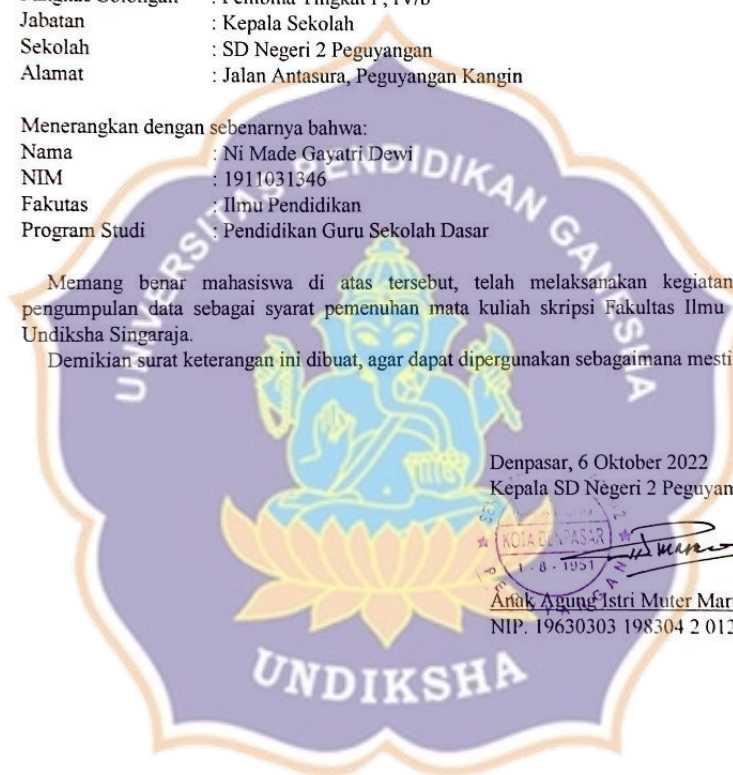 Jabatan : Kepala Sekolah
Sekolah : SD Negeri 2 Peguyangan
Alamat : Jalan Antasura, Peguyangan Kangin
Menerangkan dengan sebenarnya bahwa:
Nama : Ni Made Gayatri Dewi
NIM : 1911031346
Fakutas : Ilmu Pendidikan
Program Studi : Pendidikan Guru Sekolah Dasar
Memang benar mahasiswa di atas tersebut, telah melaksanakan kegiatan
pengumpulan data sebagai syarat pemenuhan mata kuliah skripsi Fakultas Ilmu
Undiksha Singaraja.
Demikian surat keterangan ini dibuat, agar dapat dipergunakan sebagaimana mesti
Denpasar, 6 Oktober 2022
Kepala SD Negeri 2 Peguyan
KOTA DENPASAR
1 - 8 - 1951
Anak Agung Istri Muter Mar
NIP. 19630303 198304 2 012
UNIVERSITAS PENDIDIKAN GANESHA
UNDIKSHA